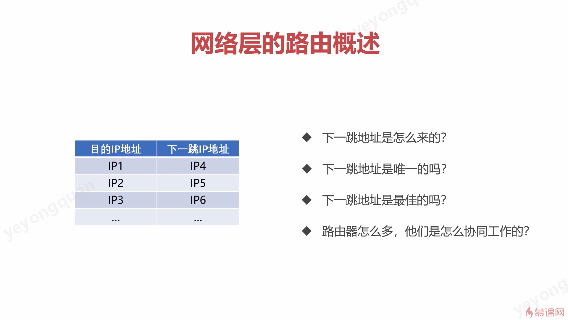 网络层的路由概述
目的IP地址 下一跳IP地址
IP1 IP4
IP2 IP5
IP3 IP6
... ...
◆ 下一跳地址是怎么来的?
◆ 下一跳地址是唯一的吗?
◆ 下一跳地址是最佳的吗?
◆ 路由器怎么多，他们是怎么协同工作的?
yeyongquan
慕课网